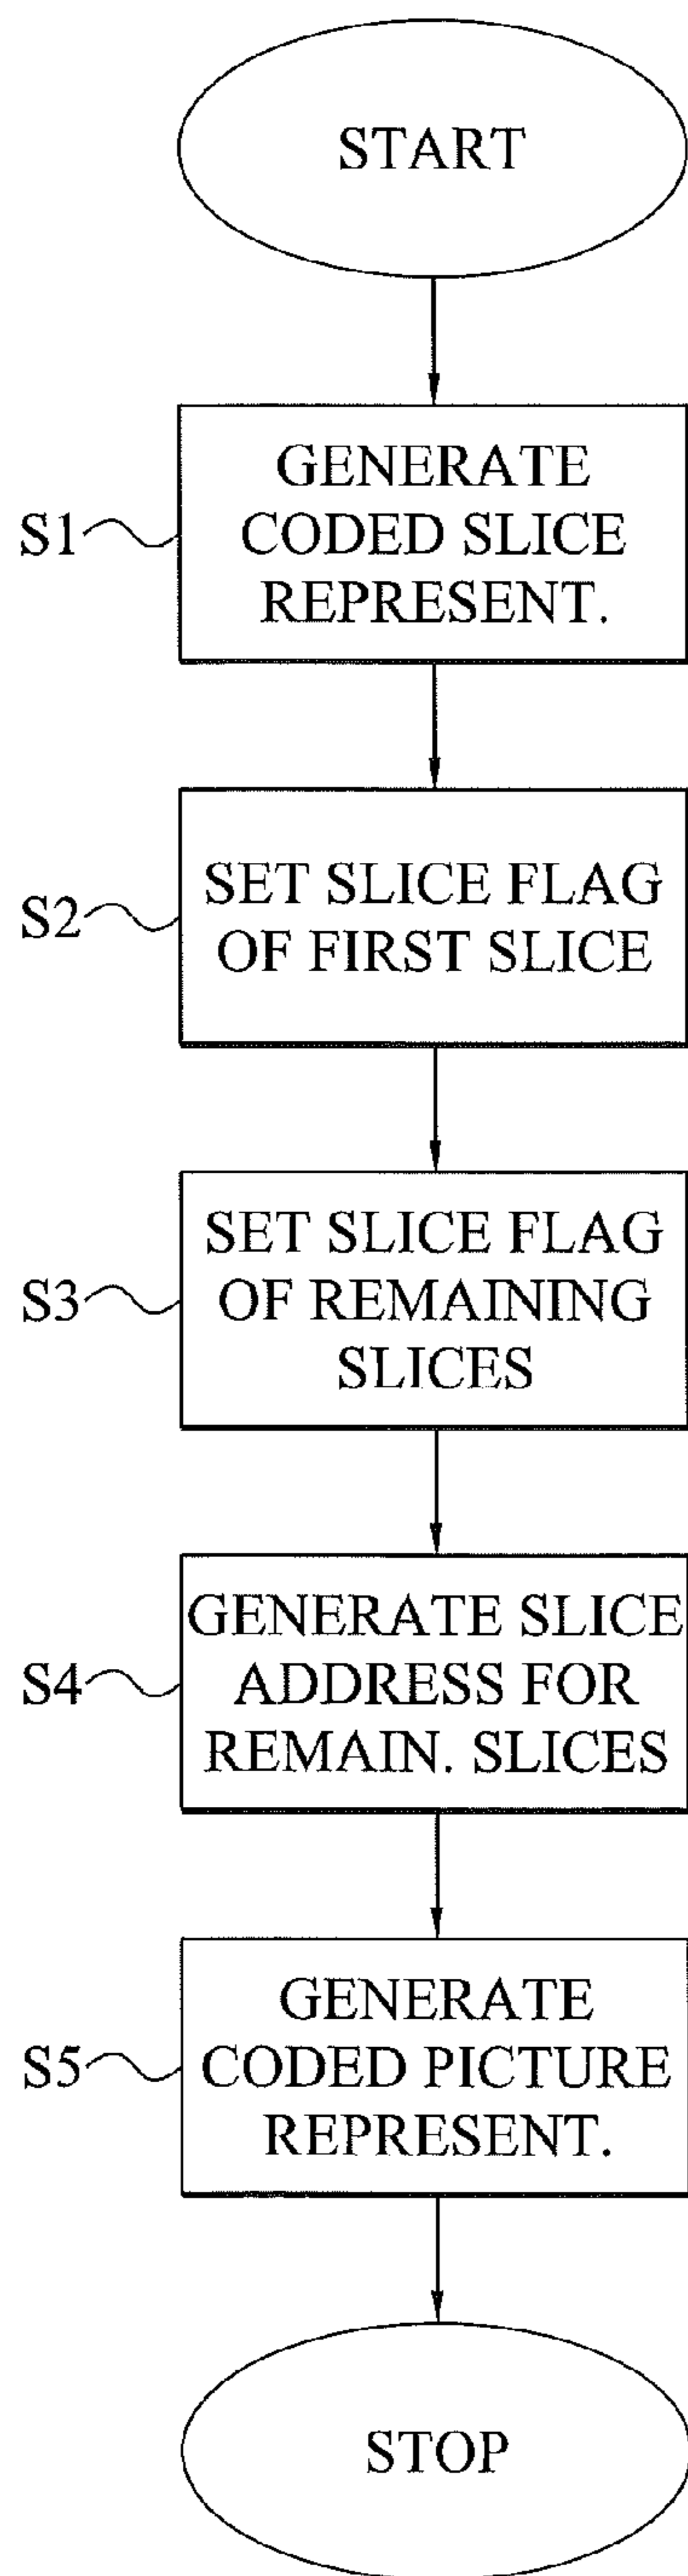 START
GENERATE
S1 CODED SLICE
REPRESENT.
SET SLICE FLAG
S2 OF FIRST SLICE
SET SLICE FLAG
S3 OF REMAINING
SLICES
GENERATE SLICE
S4 ADDRESS FOR
REMAIN. SLICES
GENERATE
S5 CODED PICTURE
REPRESENT.
STOP